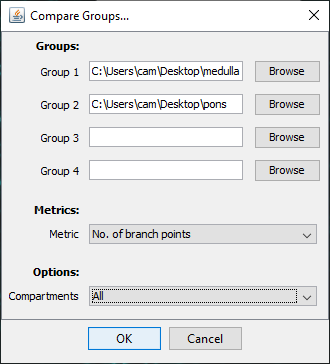 Compare Groups...
Groups:
Group 1 C:\Users\cam\Desktop\medulla Browse
Group 2 C:\Users\cam\Desktop\pons Browse
Group 3 Browse
Group 4 Browse
Metrics:
Metric No. of branch points
Options:
Compartments All
OK Cancel